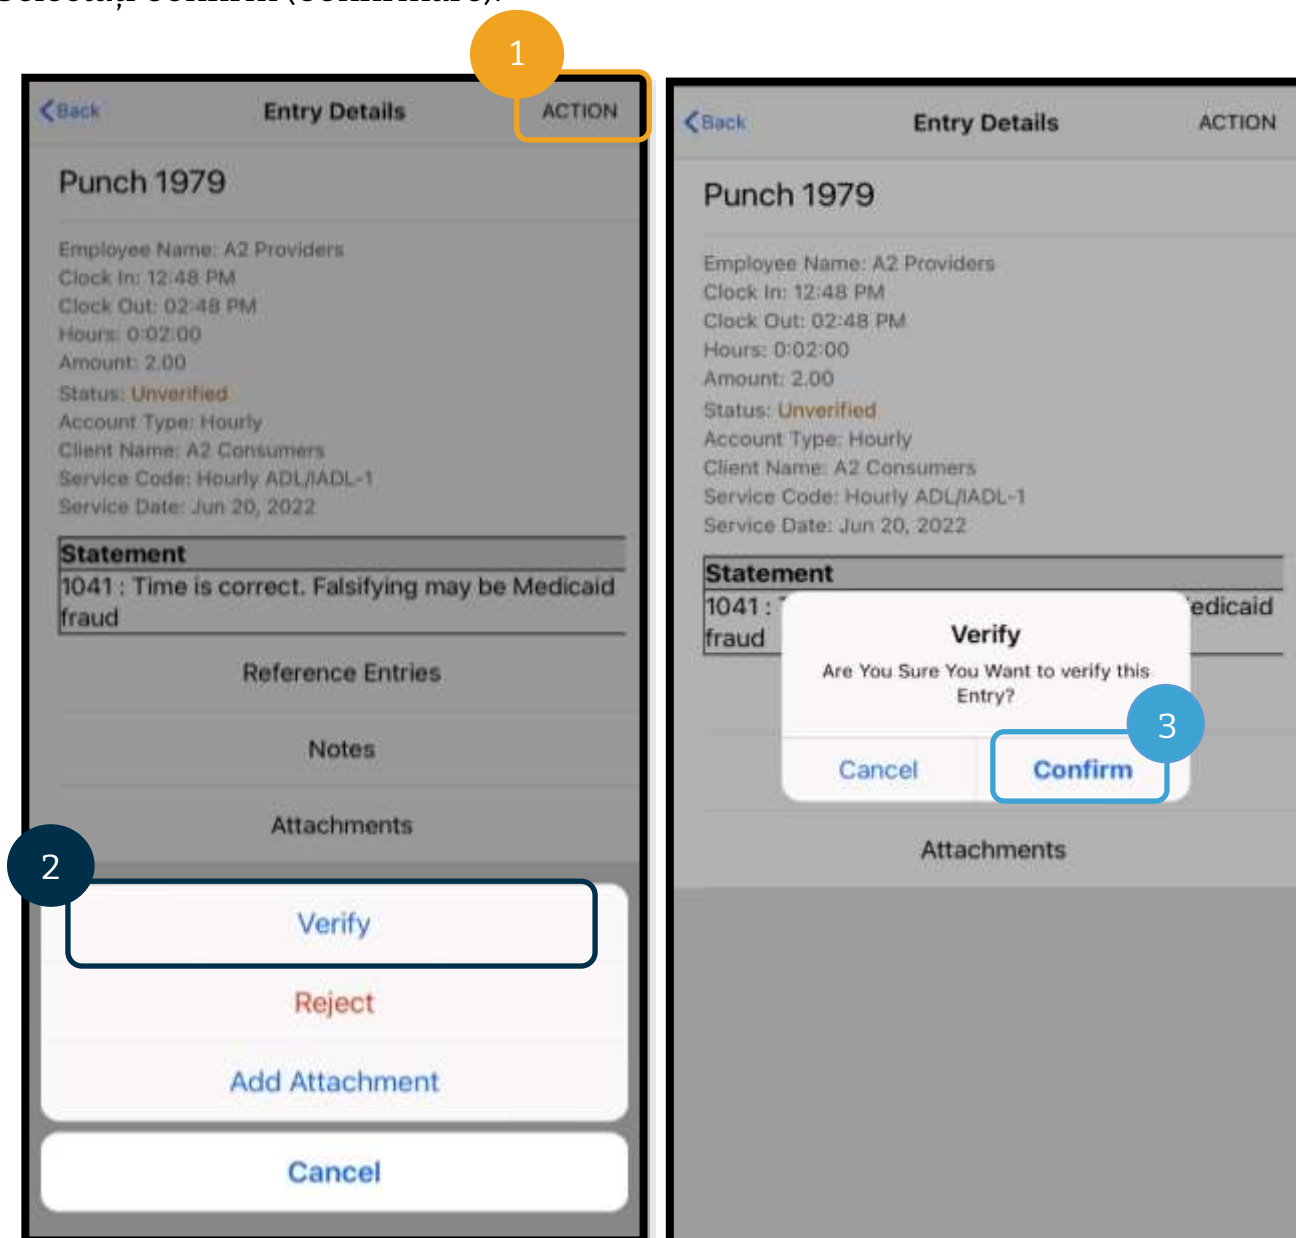 1
Back
Entry Details
ACTION
Punch 1979
Employee Name: A2 Providers
Clock In: 12:48 PM
Clock Out: 02:48 PM
Hours: 0:02:00
Amount: 2.00
Status: Unverified
Account Type: Hourly
Client Name: A2 Consumers
Service Code: Hourly ADL/IADL-1
Service Date: Jun 20, 2022
Statement
1041 : Time is correct. Falsifying may be Medicaid
fraud
Reference Entries
Notes
Attachments
2
Verify
Reject
Add Attachment
Cancel
Back
Entry Details
ACTION
Punch 1979
Employee Name: A2 Providers
Clock In: 12:48 PM
Clock Out: 02:48 PM
Hours: 0:02:00
Amount: 2.00
Status: Unverified
Account Type: Hourly
Client Name: A2 Consumers
Service Code: Hourly ADL/IADL-1
Service Date: Jun 20, 2022
Statement
1041 : edicaid
fraud
Verify
Are You Sure You Want to verify this
Entry?
3
Cancel
Confirm
Attachments